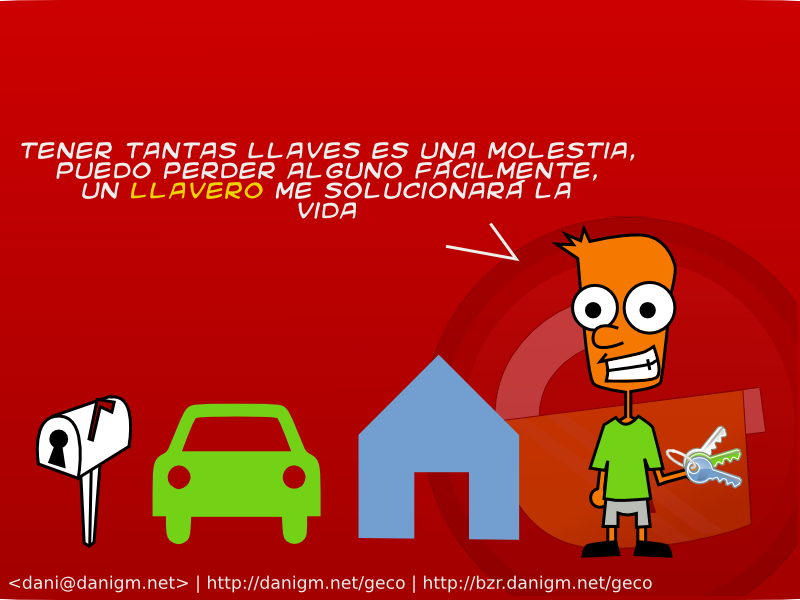 TENER TANTAS LLAVES ES UNA MOLESTIA,
PUEDO PERDER ALGUNO FÁCILMENTE,
UN LLAVERO ME SOLUCIONARÁ LA
VIDA
<dani@danigm.net> | http://danigm.net/geco | http://bzr.danigm.net/geco